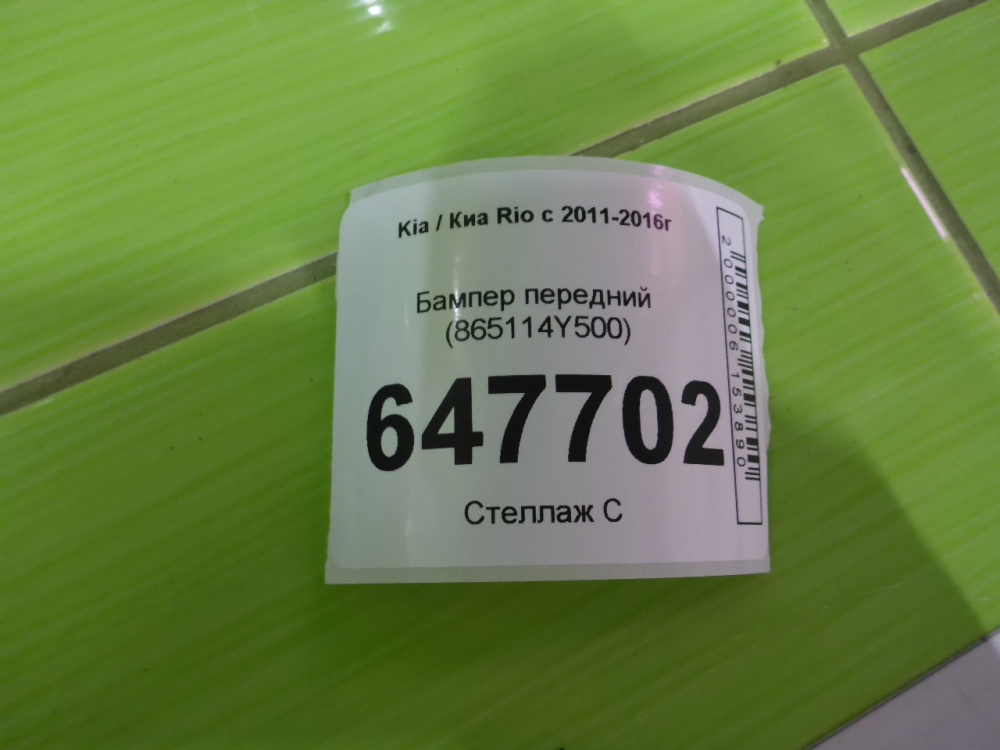 Kia / Киа Rio с 2011-2016г
Бампер передний
(865114Y500)
647702
Стеллаж С
2000006153890